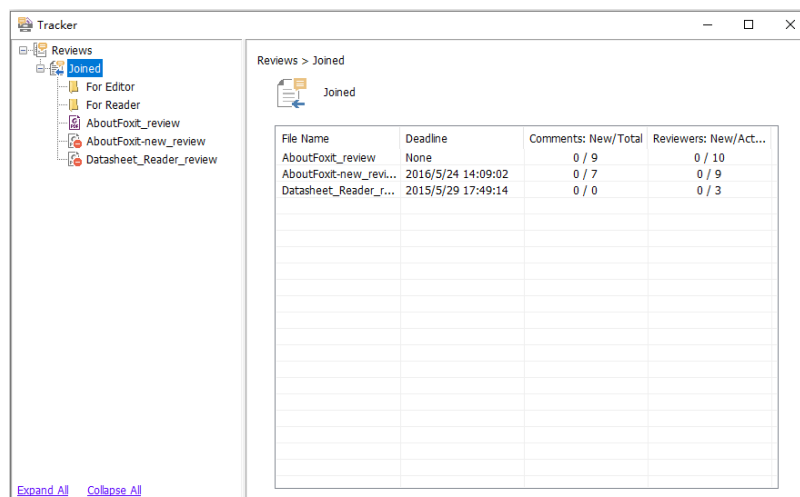 Tracker
Reviews
Joined
For Editor
For Reader
AboutFoxit_review
AboutFoxit-new_review
Datasheet_Reader_review
Expand All Collapse All
Reviews > Joined
Joined
File Name Deadline Comments: New/Total Reviewers: New/Act...
AboutFoxit_review None 0 / 9 0 / 10
AboutFoxit-new_revi... 2016/5/24 14:09:02 0 / 7 0 / 9
Datasheet_Reader_r... 2015/5/29 17:49:14 0 / 0 0 / 3